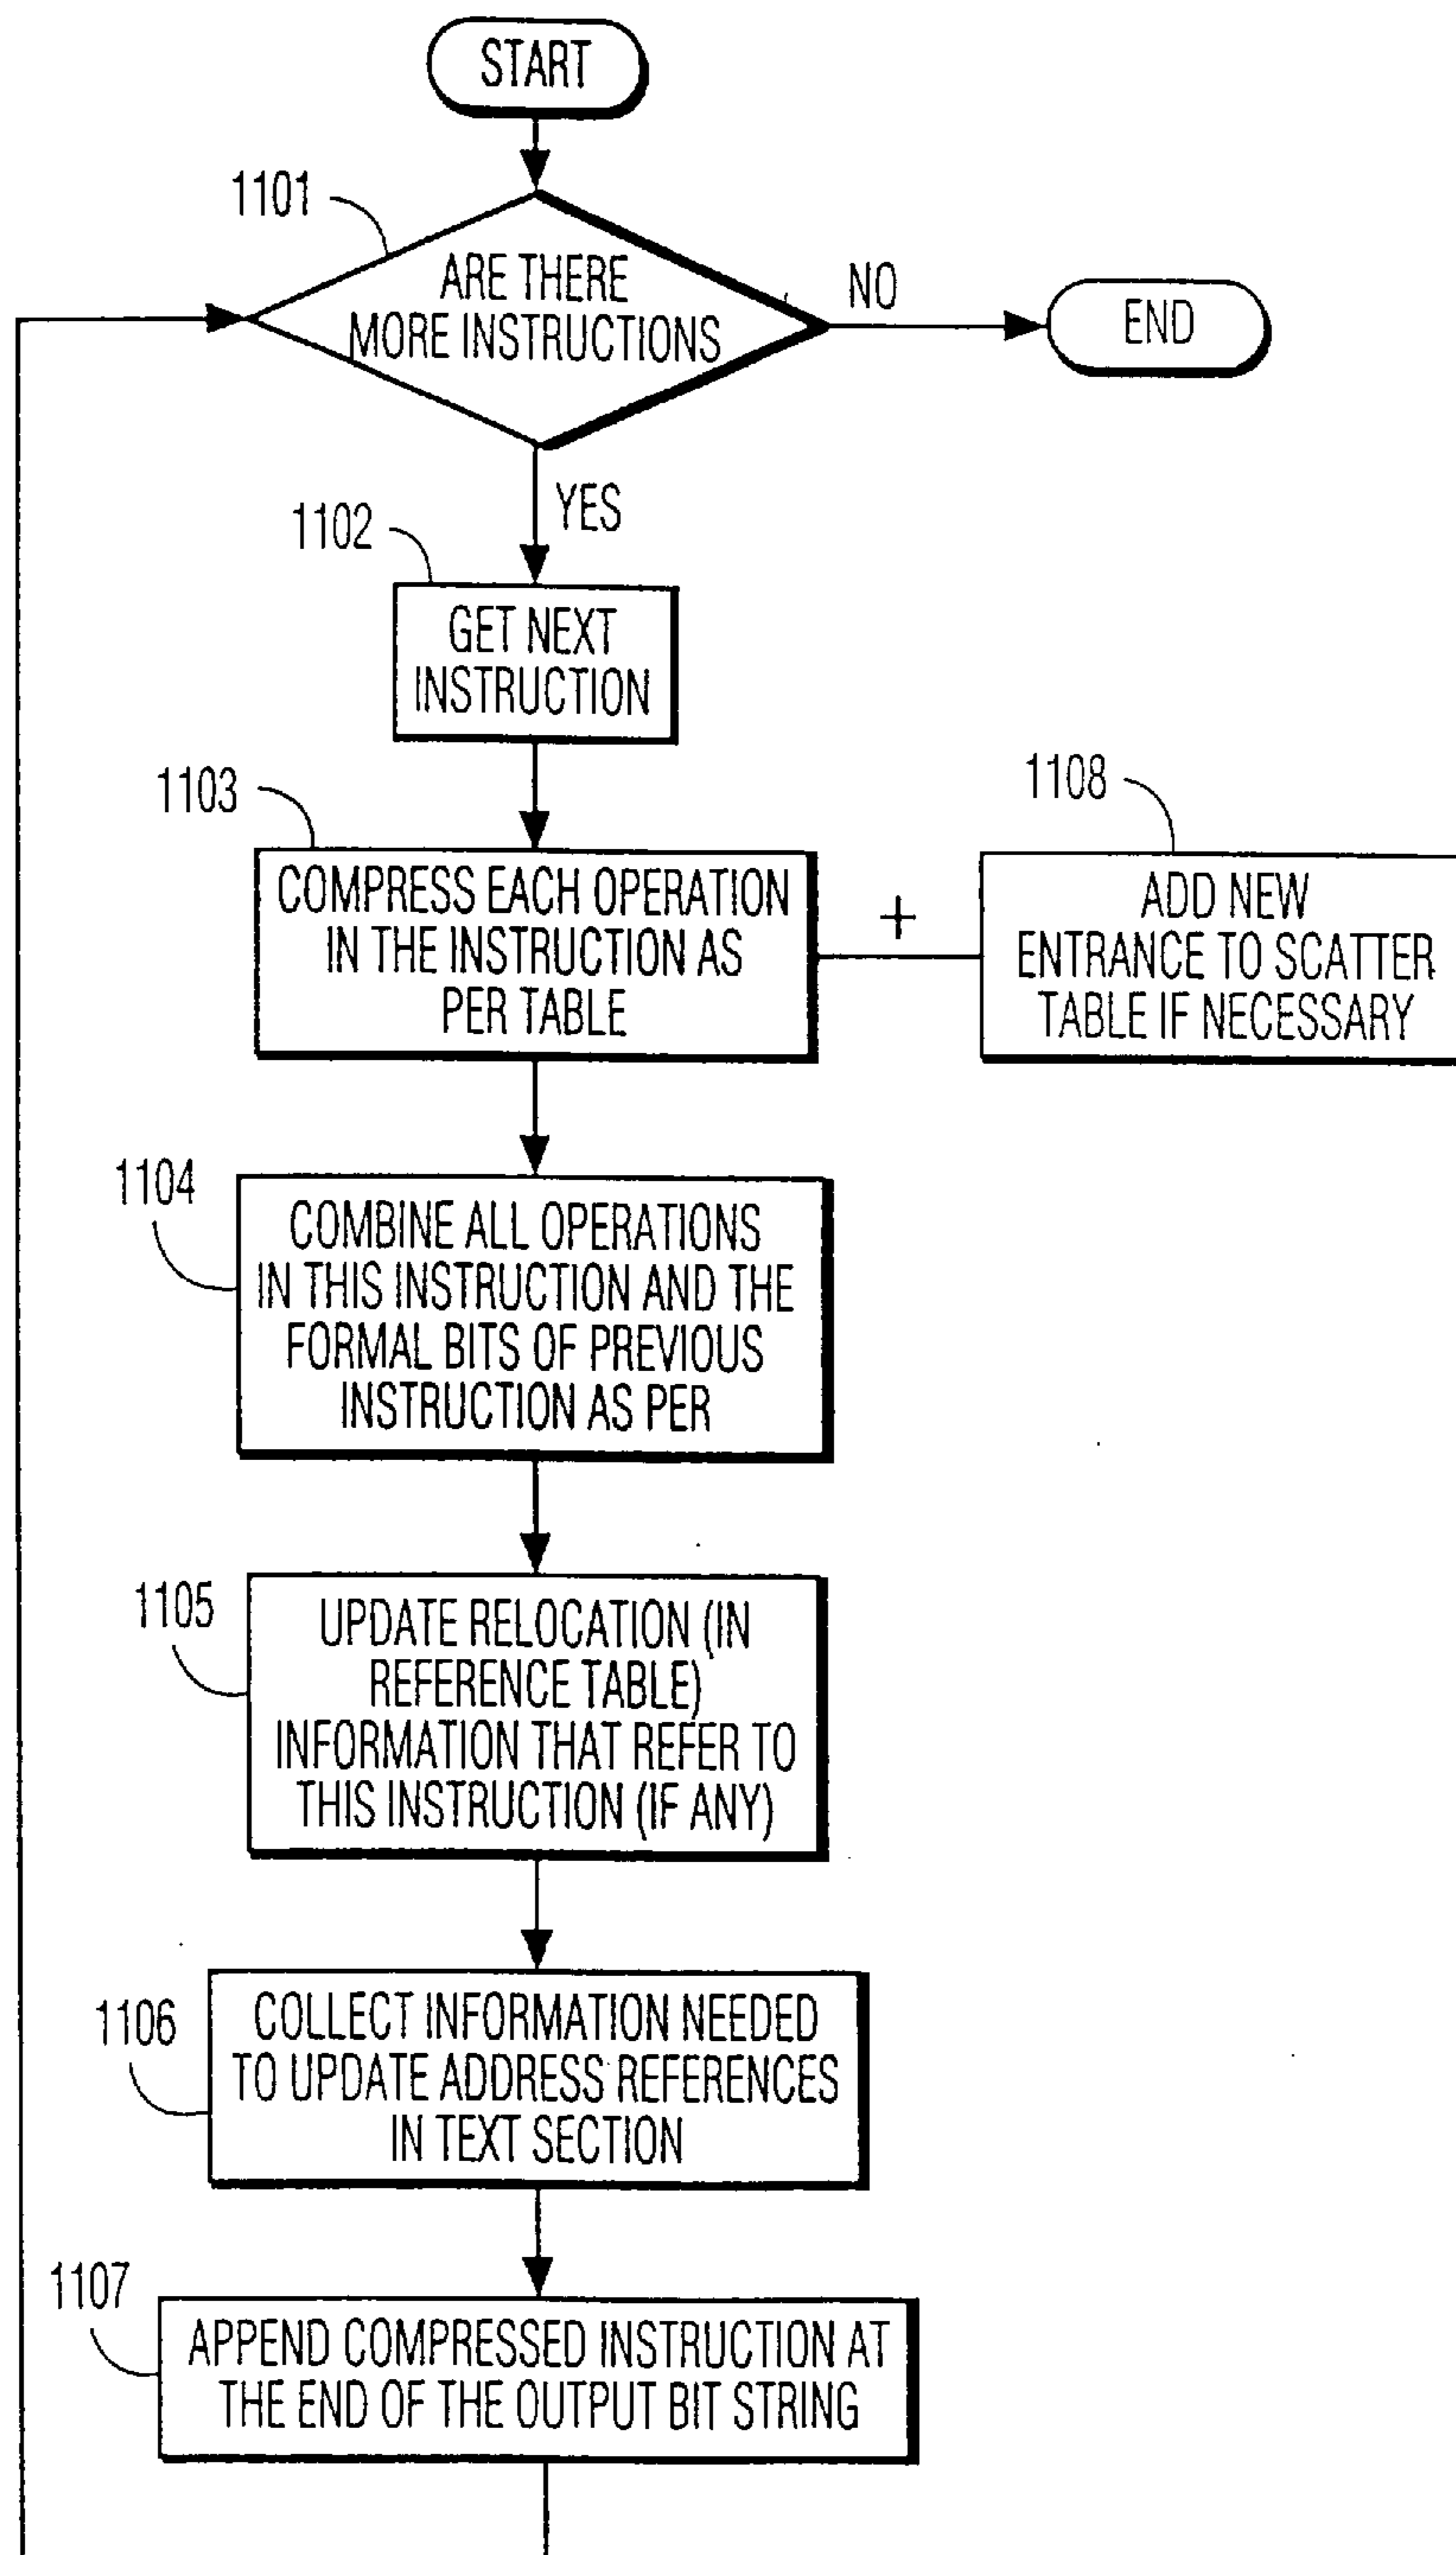 START
1101
ARE THERE
MORE INSTRUCTIONS
NO
END
YES
1102
GET NEXT
INSTRUCTION
1103
COMPRESS EACH OPERATION
IN THE INSTRUCTION AS
PER TABLE
+
1108
ADD NEW
ENTRANCE TO SCATTER
TABLE IF NECESSARY
1104
COMBINE ALL OPERATIONS
IN THIS INSTRUCTION AND THE
FORMAL BITS OF PREVIOUS
INSTRUCTION AS PER
1105
UPDATE RELOCATION (IN
REFERENCE TABLE)
INFORMATION THAT REFER TO
THIS INSTRUCTION (IF ANY)
1106
COLLECT INFORMATION NEEDED
TO UPDATE ADDRESS REFERENCES
IN TEXT SECTION
1107
APPEND COMPRESSED INSTRUCTION AT
THE END OF THE OUTPUT BIT STRING